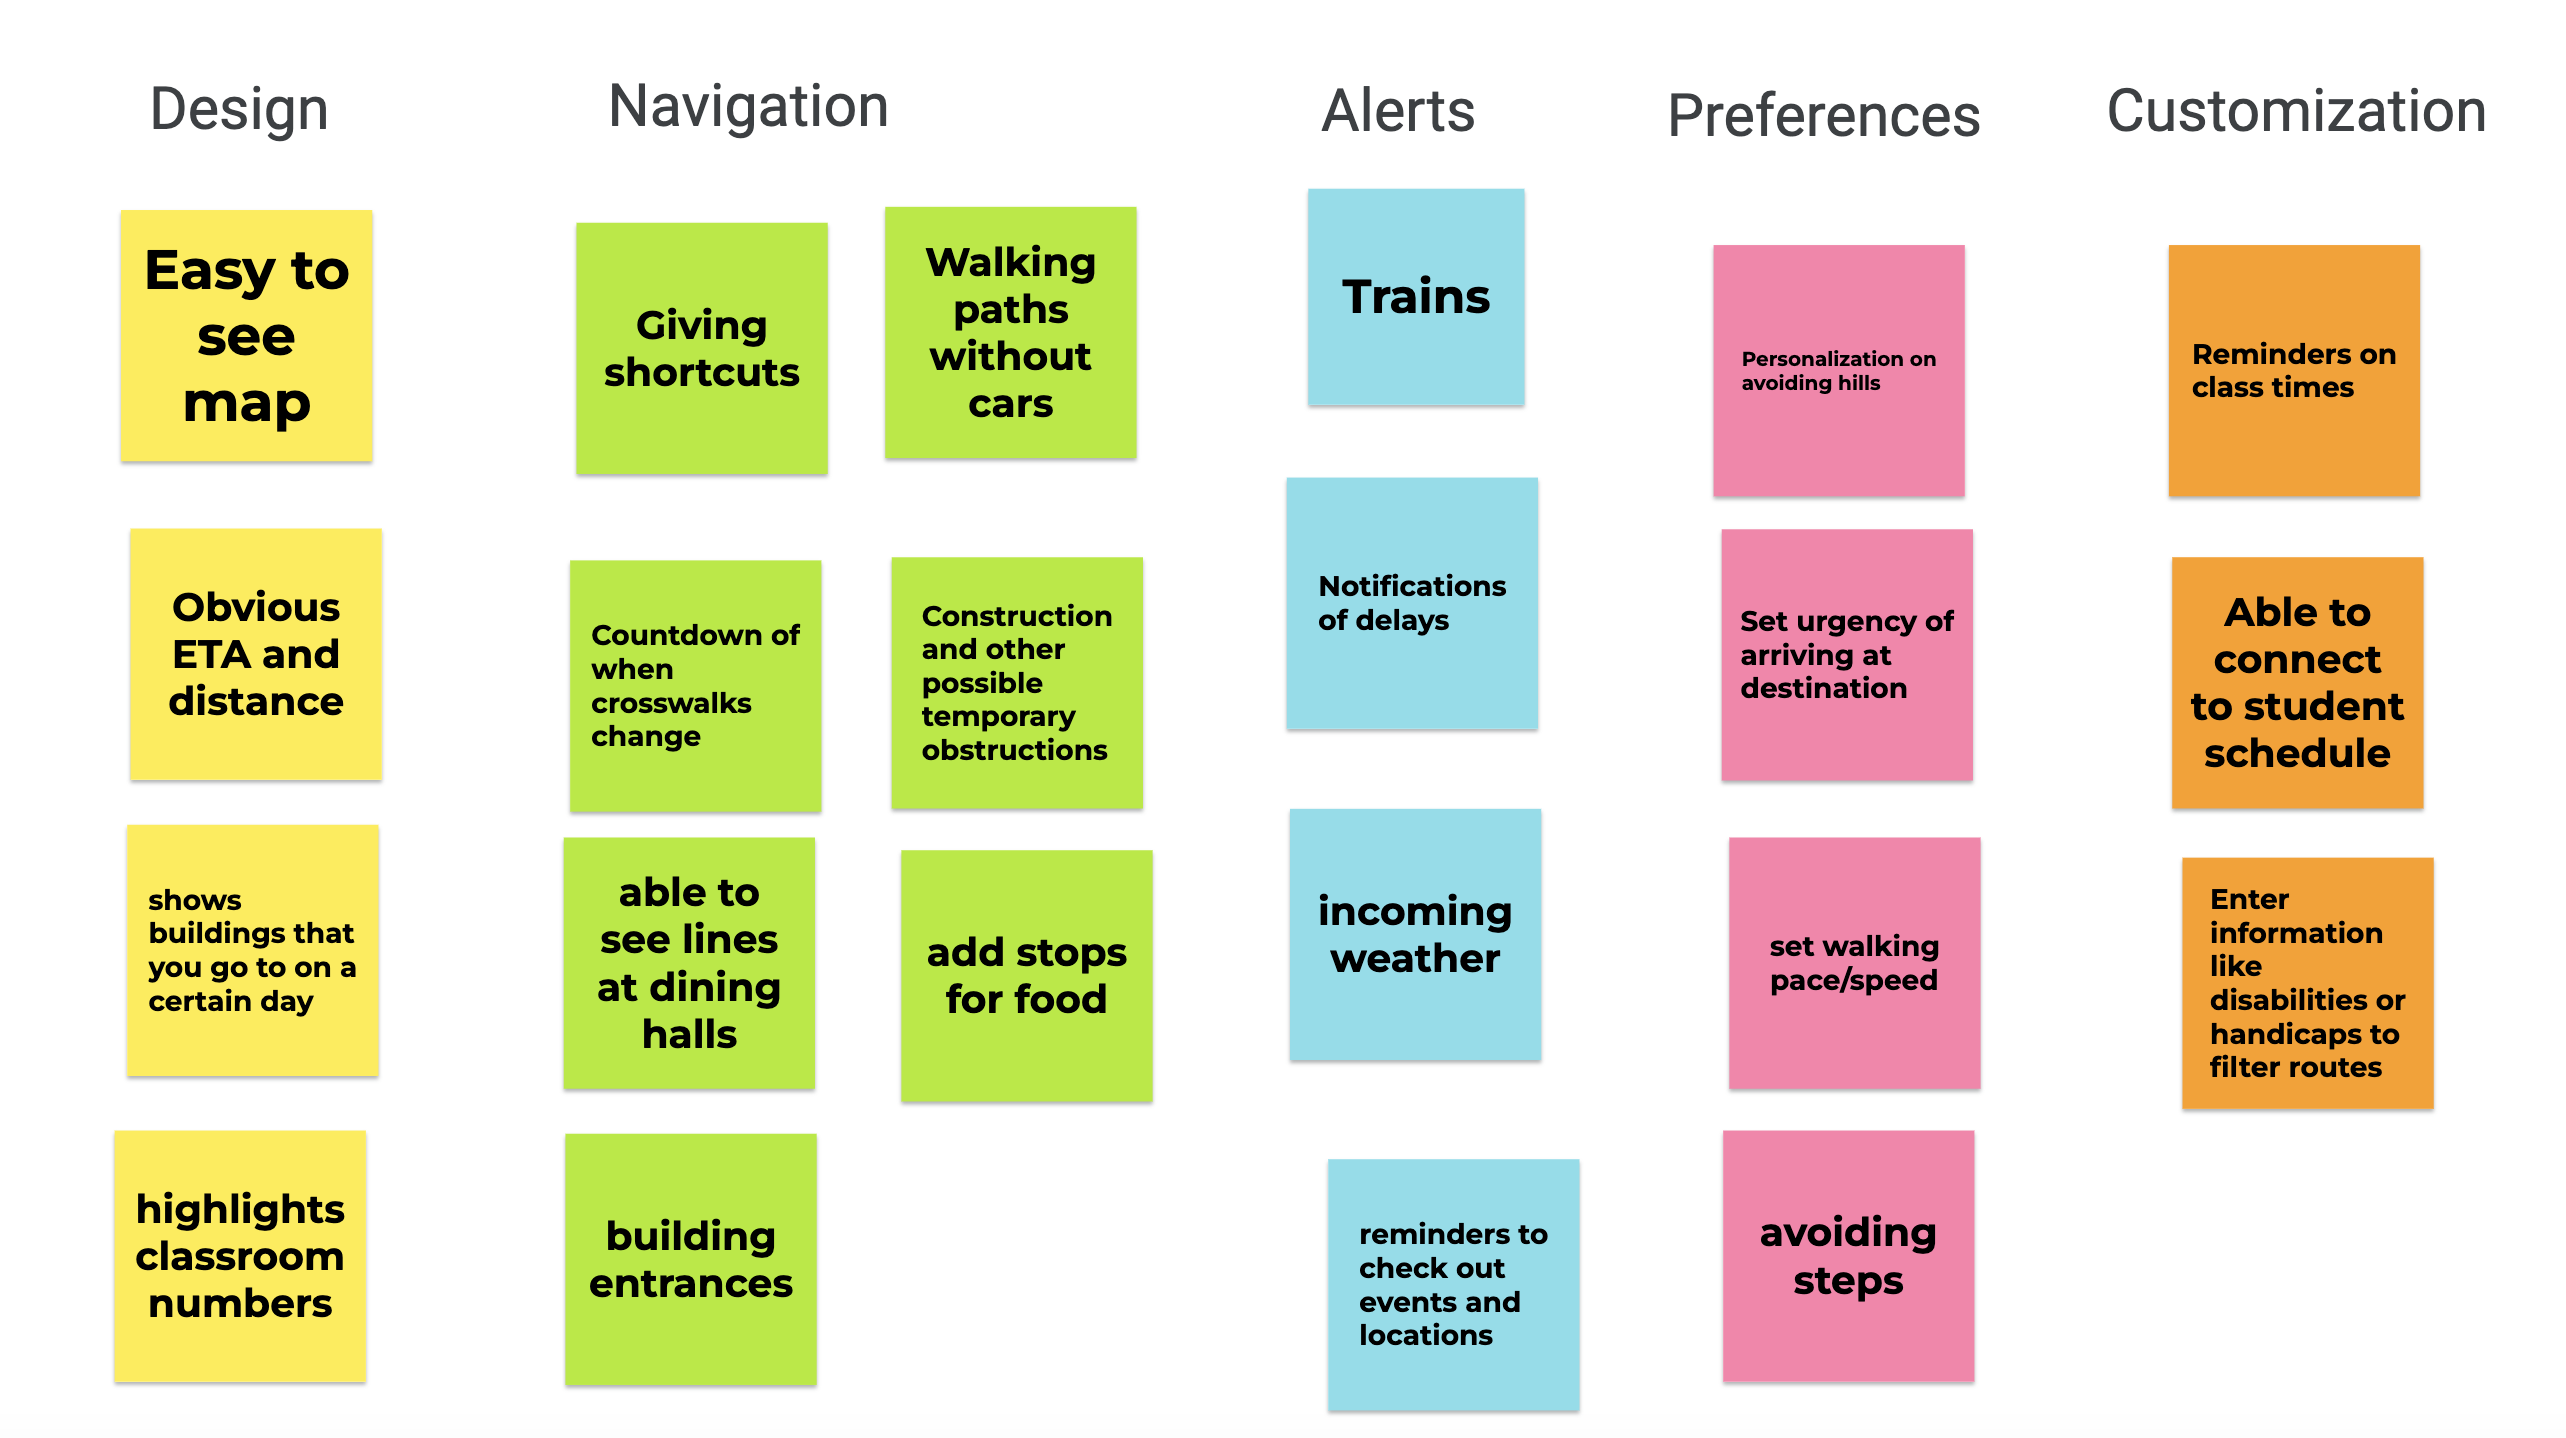 Design
Easy to
see
map
Obvious
ETA and
distance
shows
buildings that
you go to on a
certain day
highlights
classroom
numbers
Navigation
Giving
shortcuts
Walking
paths
without
cars
Countdown of
when
crosswalks
change
Construction
and other
possible
temporary
obstructions
able to
see lines
at dining
halls
add stops
for food
building
entrances
Alerts
Trains
Notifications
of delays
incoming
weather
reminders to
check out
events and
locations
Preferences
Personalization on
avoiding hills
Set urgency of
arriving at
destination
set walking
pace/speed
avoiding
steps
Customization
Reminders on
class times
Able to
connect
to student
schedule
Enter
information
like
disabilities or
handicaps to
filter routes